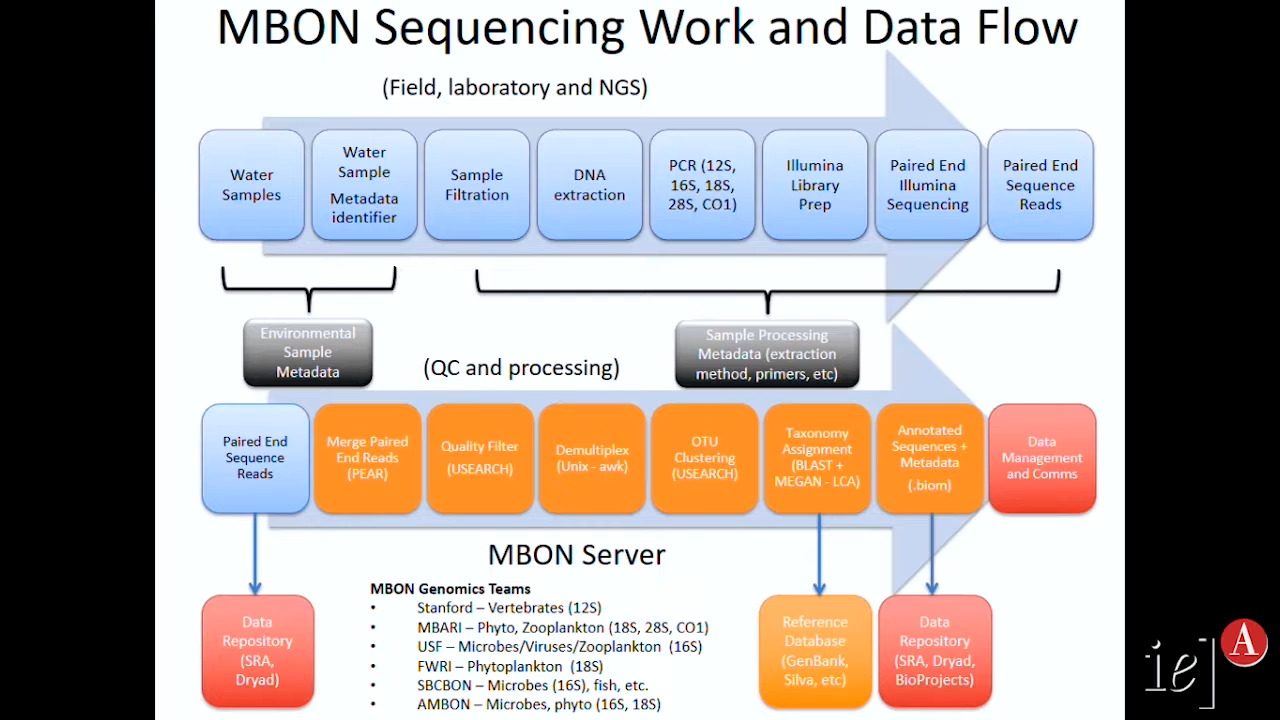 MBON Sequencing Work and Data Flow
(Field, laboratory and NGS)
Water
Samples
Water
Sample
Metadata
identifier
Sample
Filtration
DNA
extraction
PCR (12S,
16S, 18S,
28S, CO1)
Illumina
Library
Prep
Paired End
Illumina
Sequencing
Paired End
Sequence
Reads
Environmental
Sample
Metadata
Sample Processing
Metadata (extraction
method, primers, etc)
(QC and processing)
Paired End
Sequence
Reads
Merge Paired
End Reads
(PEAR)
Quality Filter
(USEARCH)
Demultiplex
(Unix - awk)
OTU
Clustering
(USEARCH)
Taxonomy
Assignment
(BLAST +
MEGAN - LCA)
Annotated
Sequences +
Metadata
(.biom)
Data
Management
and Comms
MBON Server
MBON Genomics Teams
• Stanford – Vertebrates (12S)
• MBARI – Phyto, Zooplankton (18S, 28S, CO1)
• USF – Microbes/Viruses/Zooplankton (16S)
• FWRI – Phytoplankton (18S)
• SBCBON – Microbes (16S), fish, etc.
• AMBON – Microbes, phyto (16S, 18S)
Data
Repository
(SRA,
Dryad)
Reference
Database
(GenBank,
Silva, etc)
Data
Repository
(SRA, Dryad,
BioProjects)
ie] A